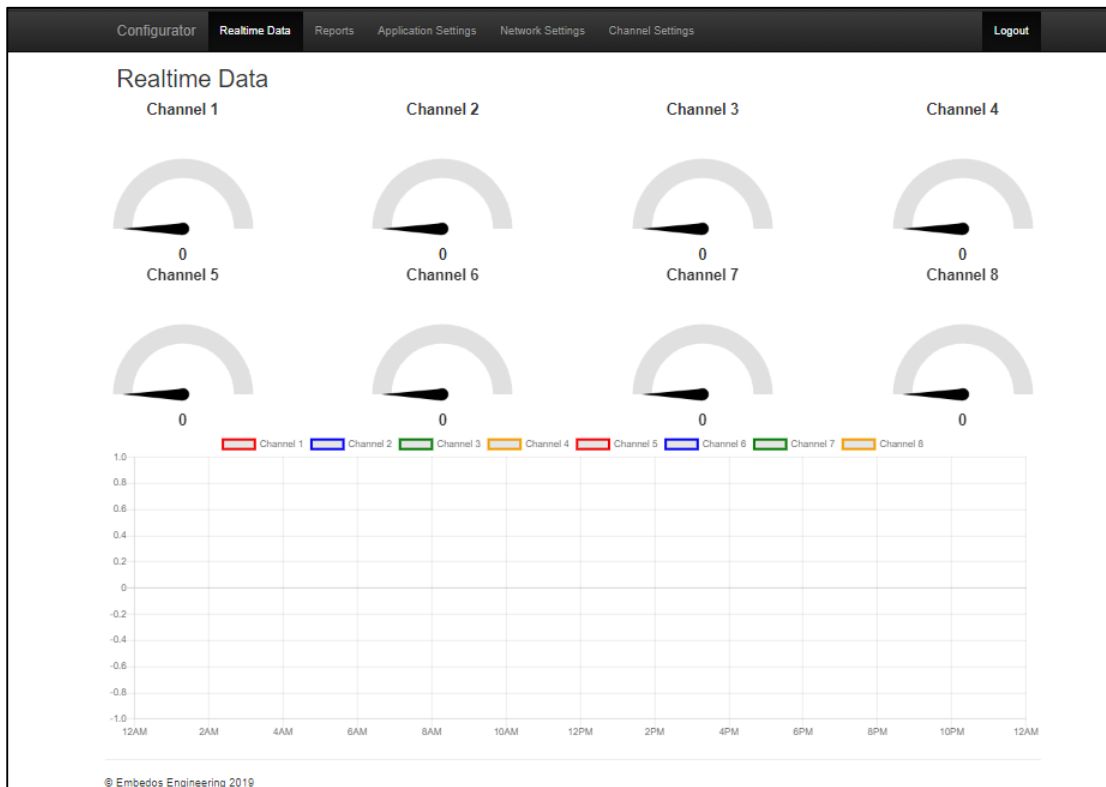 Configurator Realtime Data Reports Application Settings Network Settings Channel Settings Logout
Realtime Data
Channel 1 Channel 2 Channel 3 Channel 4
0 0 0 0
Channel 5 Channel 6 Channel 7 Channel 8
0 0 0 0
Channel 1 Channel 2 Channel 3 Channel 4 Channel 5 Channel 6 Channel 7 Channel 8
1.0
0.8
0.6
0.4
0.2
0
-0.2
-0.4
-0.6
-0.8
-1.0
12AM 2AM 4AM 6AM 8AM 10AM 12PM 2PM 4PM 6PM 8PM 10PM 12AM
© Embedos Engineering 2019